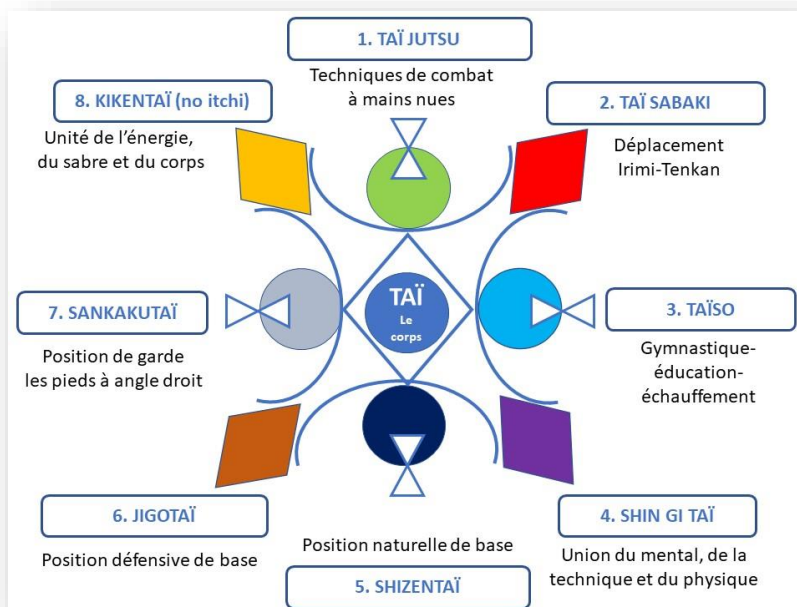 1. TAÏ JUTSU
Techniques de combat
à mains nues
8. KIKENTAÏ (no itchi)
Unité de l’énergie,
du sabre et du corps
2. TAÏ SABAKI
Déplacement
Irimi-Tenkan
TAÏ
Le
corps
7. SANKAKUTAÏ
Position de garde
les pieds à angle droit
3. TAÏSO
Gymnastique-
éducation-
échauffement
6. JIGOTAÏ
Position défensive de base
4. SHIN GI TAÏ
Union du mental, de la
technique et du physique
Position naturelle de base
5. SHIZENTAÏ